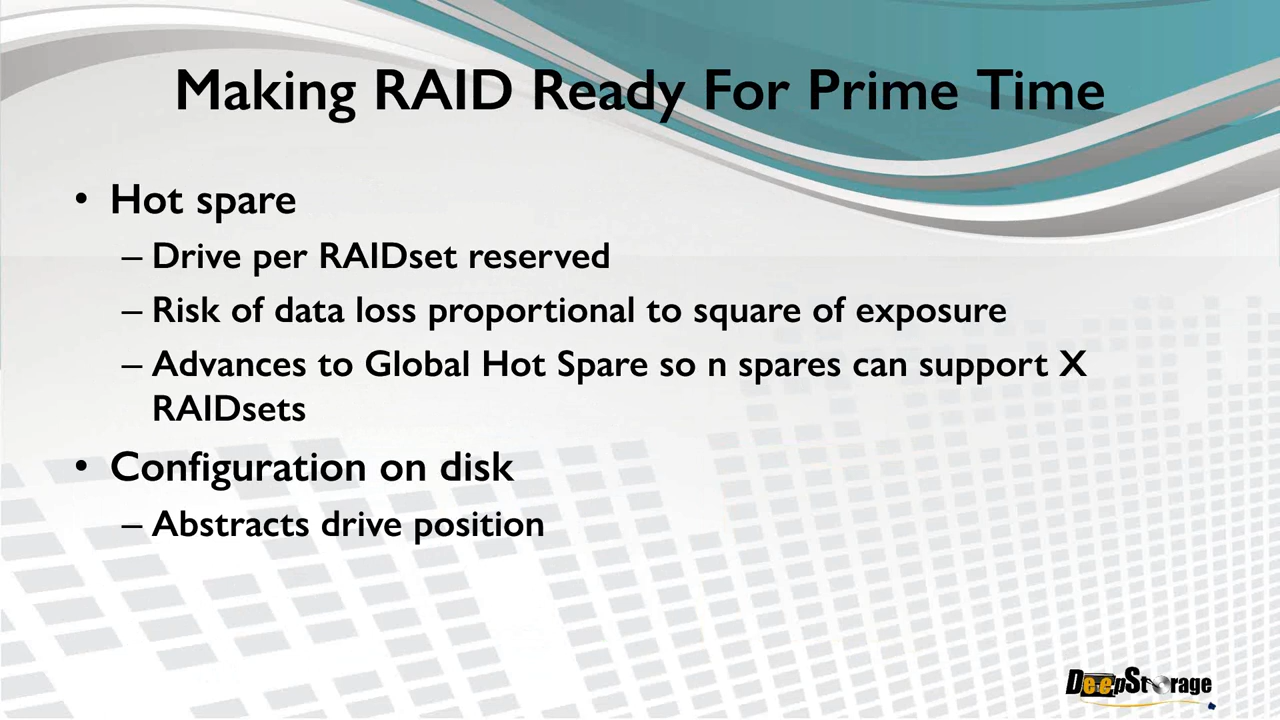 Making RAID Ready For Prime Time
• Hot spare
– Drive per RAIDset reserved
– Risk of data loss proportional to square of exposure
– Advances to Global Hot Spare so n spares can support X
RAIDsets
• Configuration on disk
– Abstracts drive position
DeepStorage